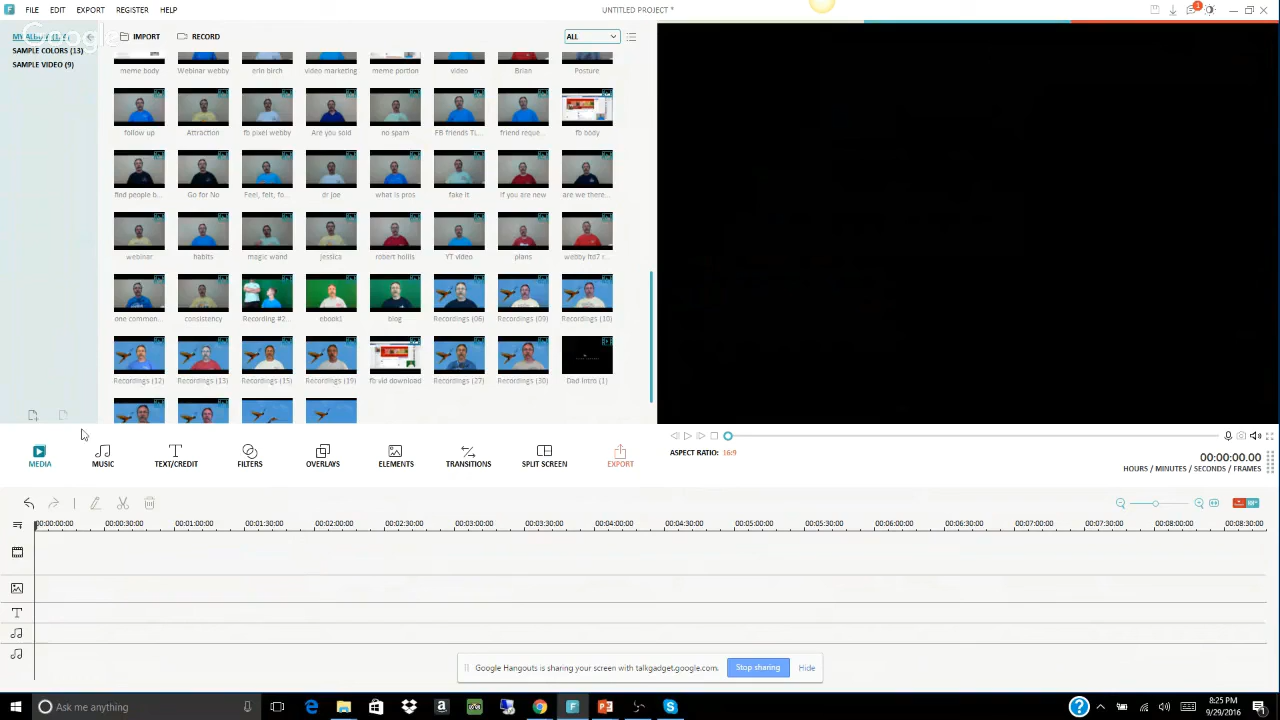 FILE EDIT EXPORT REGISTER HELP
UNTITLED PROJECT *
1
Google
IMPORT RECORD ALL
SAMPLE COLORS (13)
SAMPLE VIDEO (9)
meme body Webinar webby erin birch video marketing meme portion video Brian Posture
follow up Attraction fb pixel webby Are you sold no spam FB friends TL... friend reque... fb body
find people b... Go for No Feel, felt, fo... dr joe what is pros fake it If you are new are we there...
webinar habits magic wand jessica robert hollis YT video plans webby ltd7 r...
one common... consistency Recording #2... ebook1 blog Recordings (06) Recordings (09) Recordings (10)
Recordings (12) Recordings (13) Recordings (15) Recordings (19) fb vid download Recordings (27) Recordings (30) Dad Intro (1)
MEDIA MUSIC TEXT/CREDIT FILTERS OVERLAYS ELEMENTS TRANSITIONS SPLIT SCREEN EXPORT
ASPECT RATIO: 16:9
00:00:00.00
HOURS / MINUTES / SECONDS / FRAMES
00:00:00:00 00:00:30:00 00:01:00:00 00:01:30:00 00:02:00:00 00:02:30:00 00:03:00:00 00:03:30:00 00:04:00:00 00:04:30:00 00:05:00:00 00:05:30:00 00:06:00:00 00:06:30:00 00:07:00:00 00:07:30:00 00:08:00:00 00:08:30:00
Google Hangouts is sharing your screen with talkgadget.google.com. Stop sharing Hide
Ask me anything
8:25 PM
9/29/2016